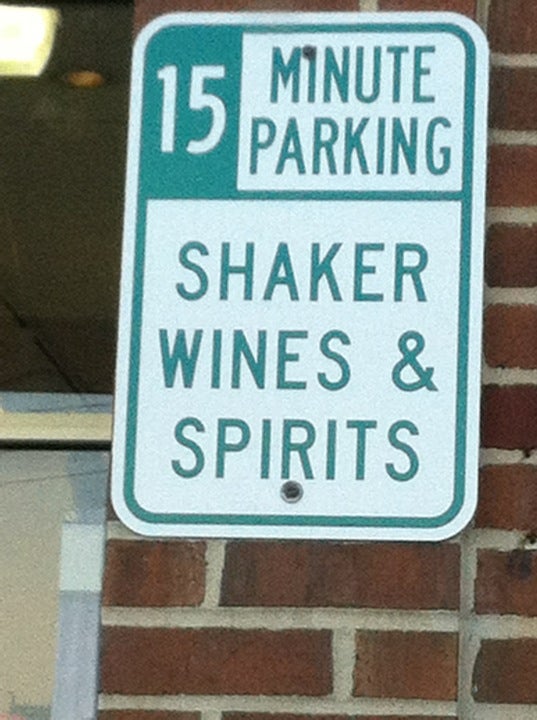 15 MINUTE
PARKING
SHAKER
WINES &
SPIRITS